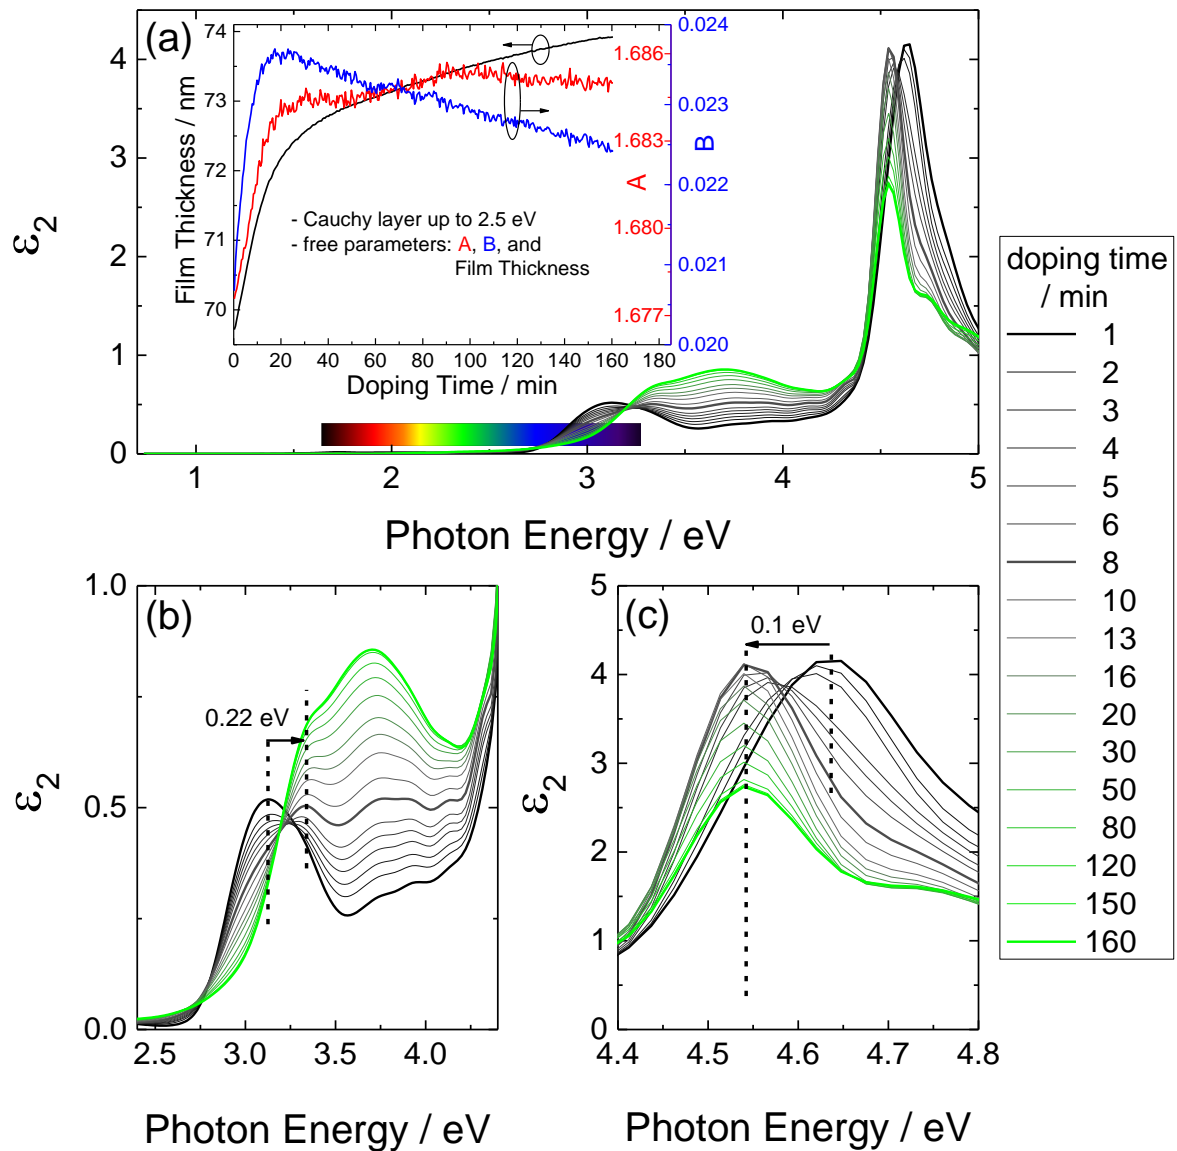 (a)
ε2
4
3
2
1
0
1
2
3
4
5
Photon Energy / eV
Film Thickness / nm
74
73
72
71
70
0 20 40 60 80 100 120 140 160 180
Doping Time / min
- Cauchy layer up to 2.5 eV
- free parameters: A, B, and
Film Thickness
A
1.686
1.683
1.680
1.677
B
0.024
0.023
0.022
0.021
0.020
doping time
/ min
1
2
3
4
5
6
8
10
13
16
20
30
50
80
120
150
160
(b)
ε2
1.0
0.5
0.0
0.22 eV
2.5 3.0 3.5 4.0
Photon Energy / eV
(c)
ε2
5
4
3
2
1
0
0.1 eV
4.4 4.5 4.6 4.7 4.8
Photon Energy / eV